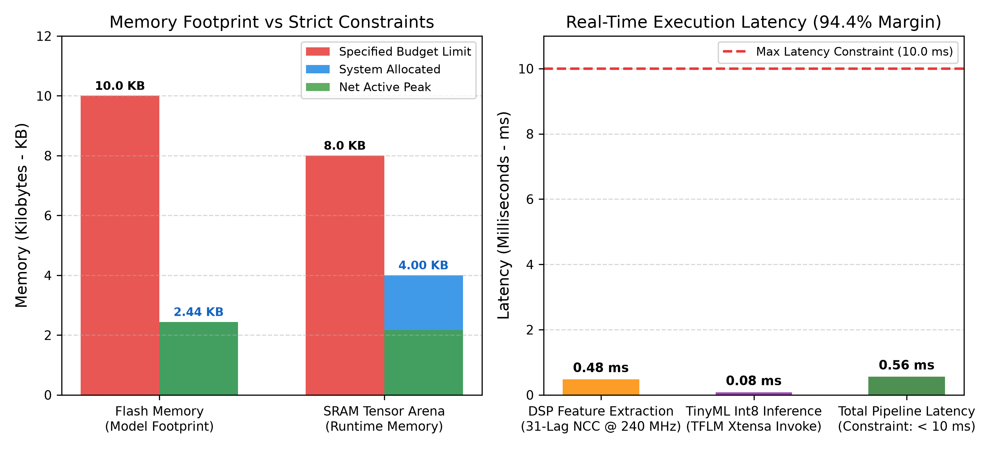 Memory Footprint vs Strict Constraints
Memory (Kilobytes - KB)
12
10
8
6
4
2
0
Specified Budget Limit
System Allocated
Net Active Peak
10.0 KB
2.44 KB
8.0 KB
4.00 KB
Flash Memory
(Model Footprint)
SRAM Tensor Arena
(Runtime Memory)
Real-Time Execution Latency (94.4% Margin)
Latency (Milliseconds - ms)
10
8
6
4
2
0
Max Latency Constraint (10.0 ms)
0.48 ms
0.08 ms
0.56 ms
DSP Feature Extraction
(31-Lag NCC @ 240 MHz)
TinyML Int8 Inference
(TFLM Xtensa Invoke)
Total Pipeline Latency
(Constraint: < 10 ms)